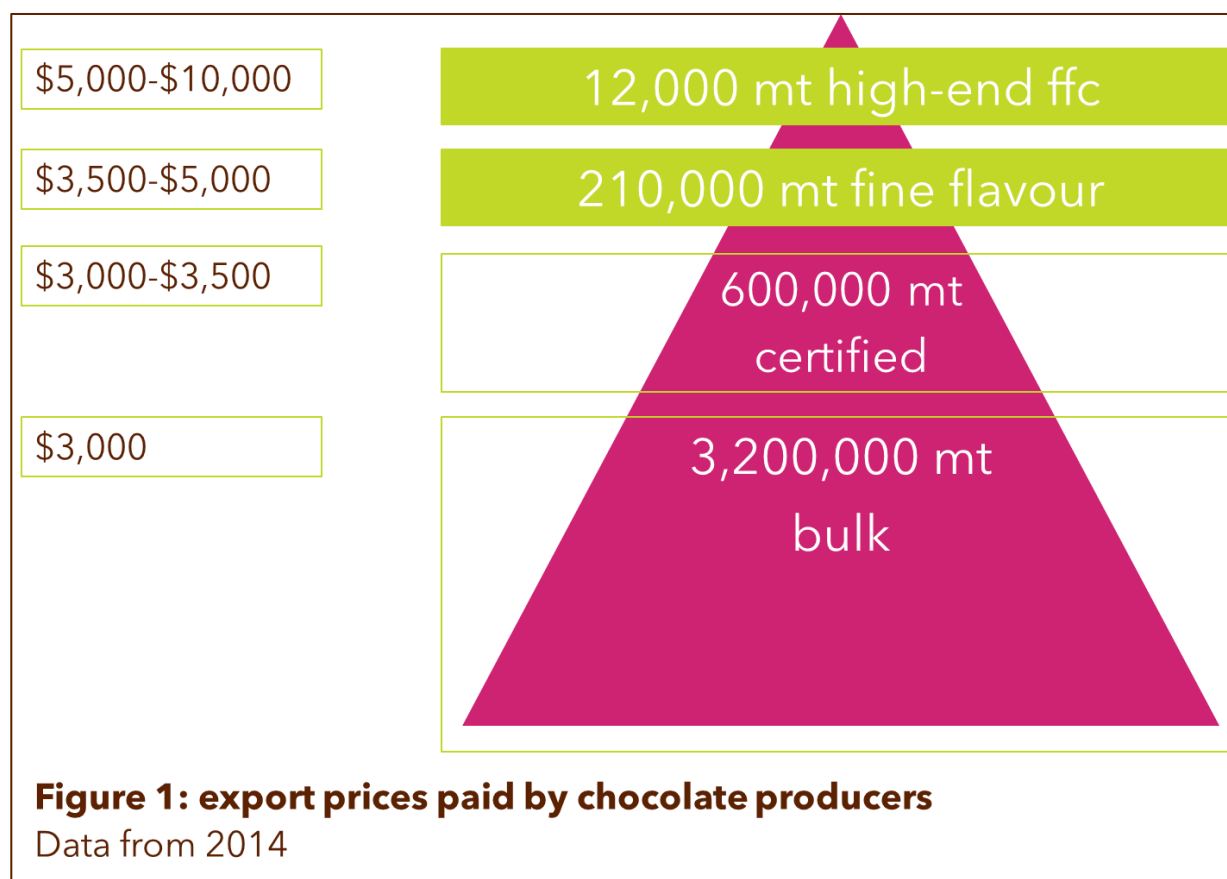 $5,000-$10,000
12,000 mt high-end ffc
$3,500-$5,000
210,000 mt fine flavour
$3,000-$3,500
600,000 mt
certified
$3,000
3,200,000 mt
bulk
Figure 1: export prices paid by chocolate producers
Data from 2014